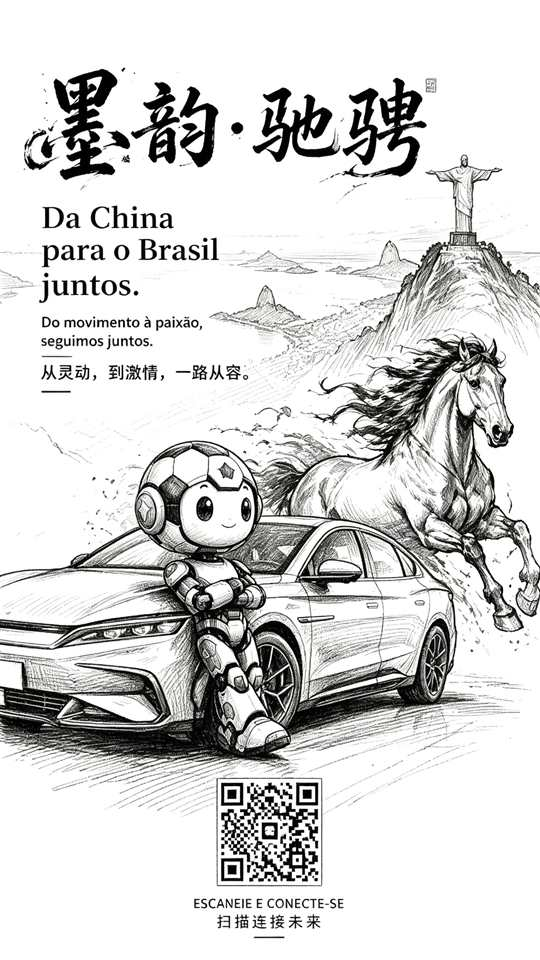 墨韵·驰骋
Da China
para o Brasil
juntos.
Do movimento à paixão,
seguimos juntos.
从灵动，到激情，一路从容。
ESCANEIE E CONECTE-SE
扫描连接未来